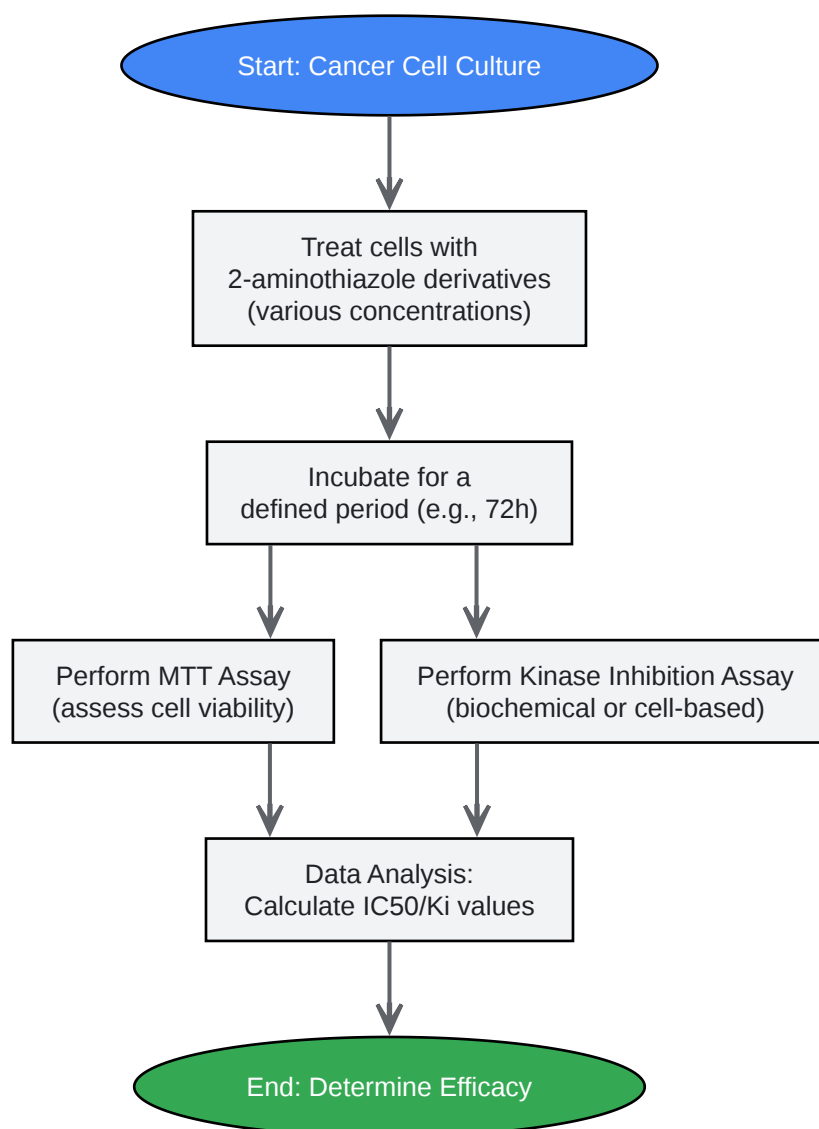 Start: Cancer Cell Culture
Treat cells with
2-aminothiazole derivatives
(various concentrations)
Incubate for a
defined period (e.g., 72h)
Perform MTT Assay
(assess cell viability)
Perform Kinase Inhibition Assay
(biochemical or cell-based)
Data Analysis:
Calculate IC50/Ki values
End: Determine Efficacy